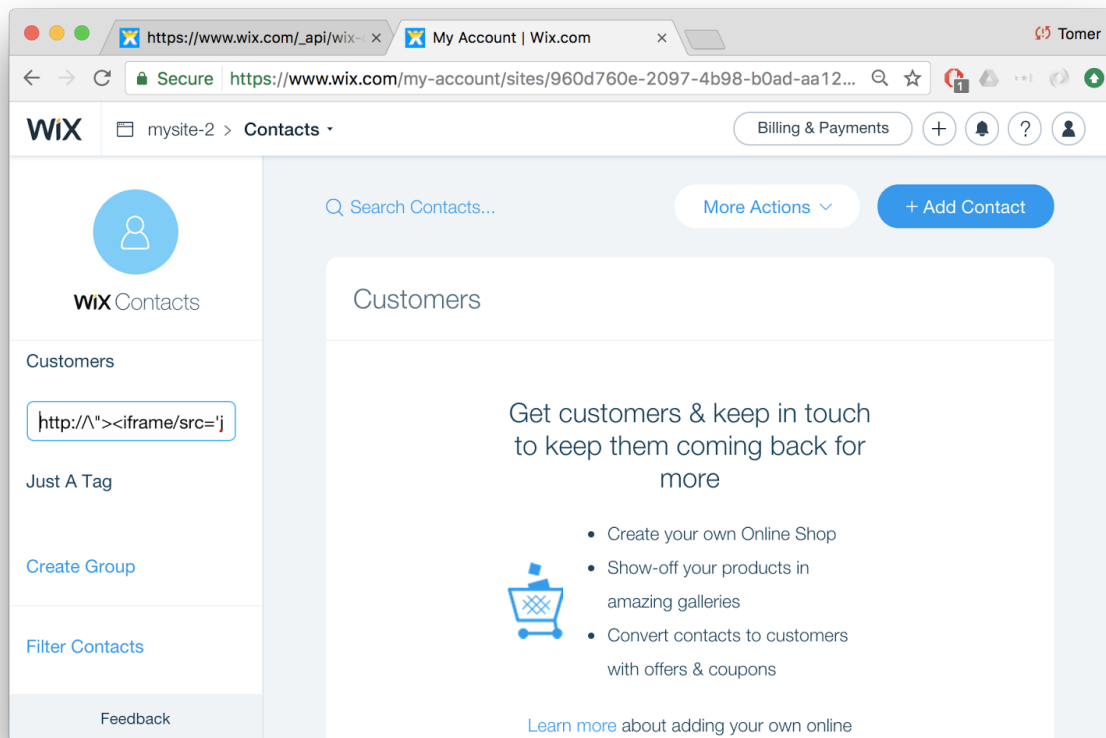 https://www.wix.com/_api/wix-
My Account | Wix.com
Tomer
Secure https://www.wix.com/my-account/sites/960d760e-2097-4b98-b0ad-aa12...
1
WiX mysite-2 > Contacts
Billing & Payments
+
?
Search Contacts...
More Actions
+ Add Contact
WiX Contacts
Customers
Customers
http://\"><iframe/src='j
Just A Tag
Create Group
Filter Contacts
Feedback
Get customers & keep in touch
to keep them coming back for
more
Create your own Online Shop
Show-off your products in
amazing galleries
Convert contacts to customers
with offers & coupons
Learn more about adding your own online